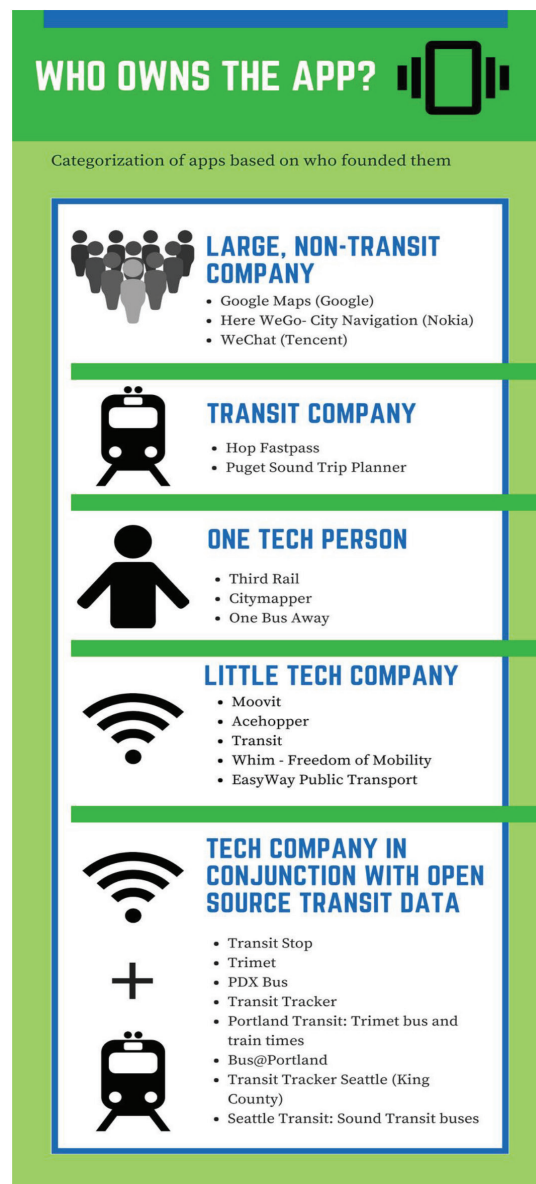 WHO OWNS THE APP?
Categorization of apps based on who founded them
LARGE, NON-TRANSIT
COMPANY
• Google Maps (Google)
• Here WeGo- City Navigation (Nokia)
• WeChat (Tencent)
TRANSIT COMPANY
• Hop Fastpass
• Puget Sound Trip Planner
ONE TECH PERSON
• Third Rail
• Citymapper
• One Bus Away
LITTLE TECH COMPANY
• Moovit
• Acehopper
• Transit
• Whim - Freedom of Mobility
• EasyWay Public Transport
TECH COMPANY IN
CONJUNCTION WITH OPEN
SOURCE TRANSIT DATA
+
• Transit Stop
• Trimet
• PDX Bus
• Transit Tracker
• Portland Transit: Trimet bus and
train times
• Bus@Portland
• Transit Tracker Seattle (King
County)
• Seattle Transit: Sound Transit buses